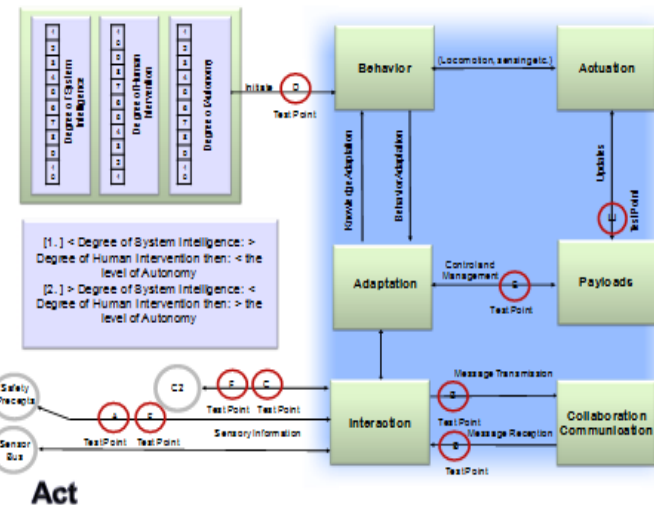 Degree of System
Intelligence
Degree of Human
Intervention
Degree of Autonomy
Initiate
D
Test Point
Behavior
(Locomotion, sensing etc.)
Actuation
Knowledge Adaptation
Behavior Adaptation
Updates
Test Point
[1. ] < Degree of System Intelligence: >
Degree of Human Intervention then: < the
level of Autonomy
[2. ] > Degree of System Intelligence: <
Degree of Human Intervention then: > the
level of Autonomy
Adaptation
Control and
Management
Test Point
Payloads
Safety
Precepts
C2
F
C
Test Point
Test Point
A
Test Point
Test Point
Sensory Information
Sensor
Bus
Interaction
Message Transmission
Test Point
Message Reception
Test Point
Collaboration
Communication
Act